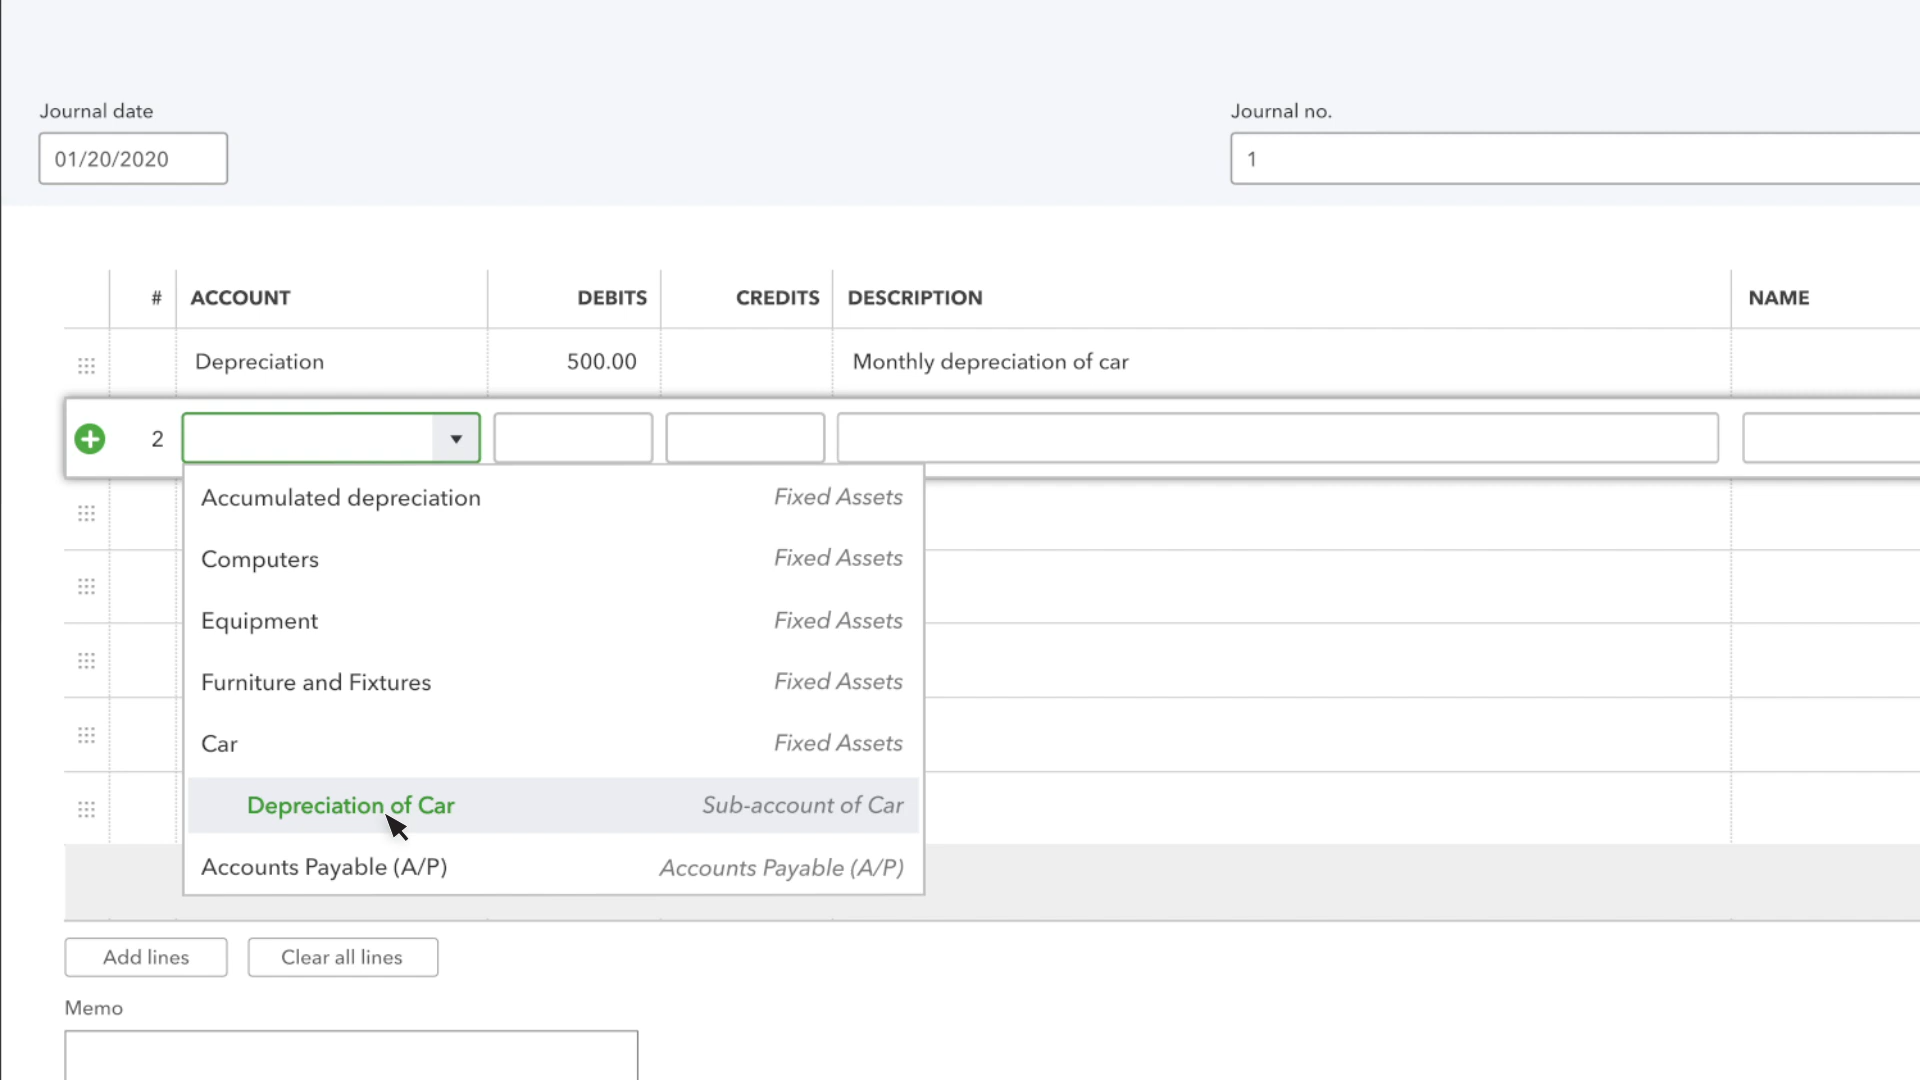 Journal date
Journal no.
01/20/2020
1
# ACCOUNT DEBITS CREDITS DESCRIPTION NAME
Depreciation 500.00 Monthly depreciation of car
2
Accumulated depreciation Fixed Assets
Computers Fixed Assets
Equipment Fixed Assets
Furniture and Fixtures Fixed Assets
Car Fixed Assets
Depreciation of Car Sub-account of Car
Accounts Payable (A/P) Accounts Payable (A/P)
Add lines Clear all lines
Memo